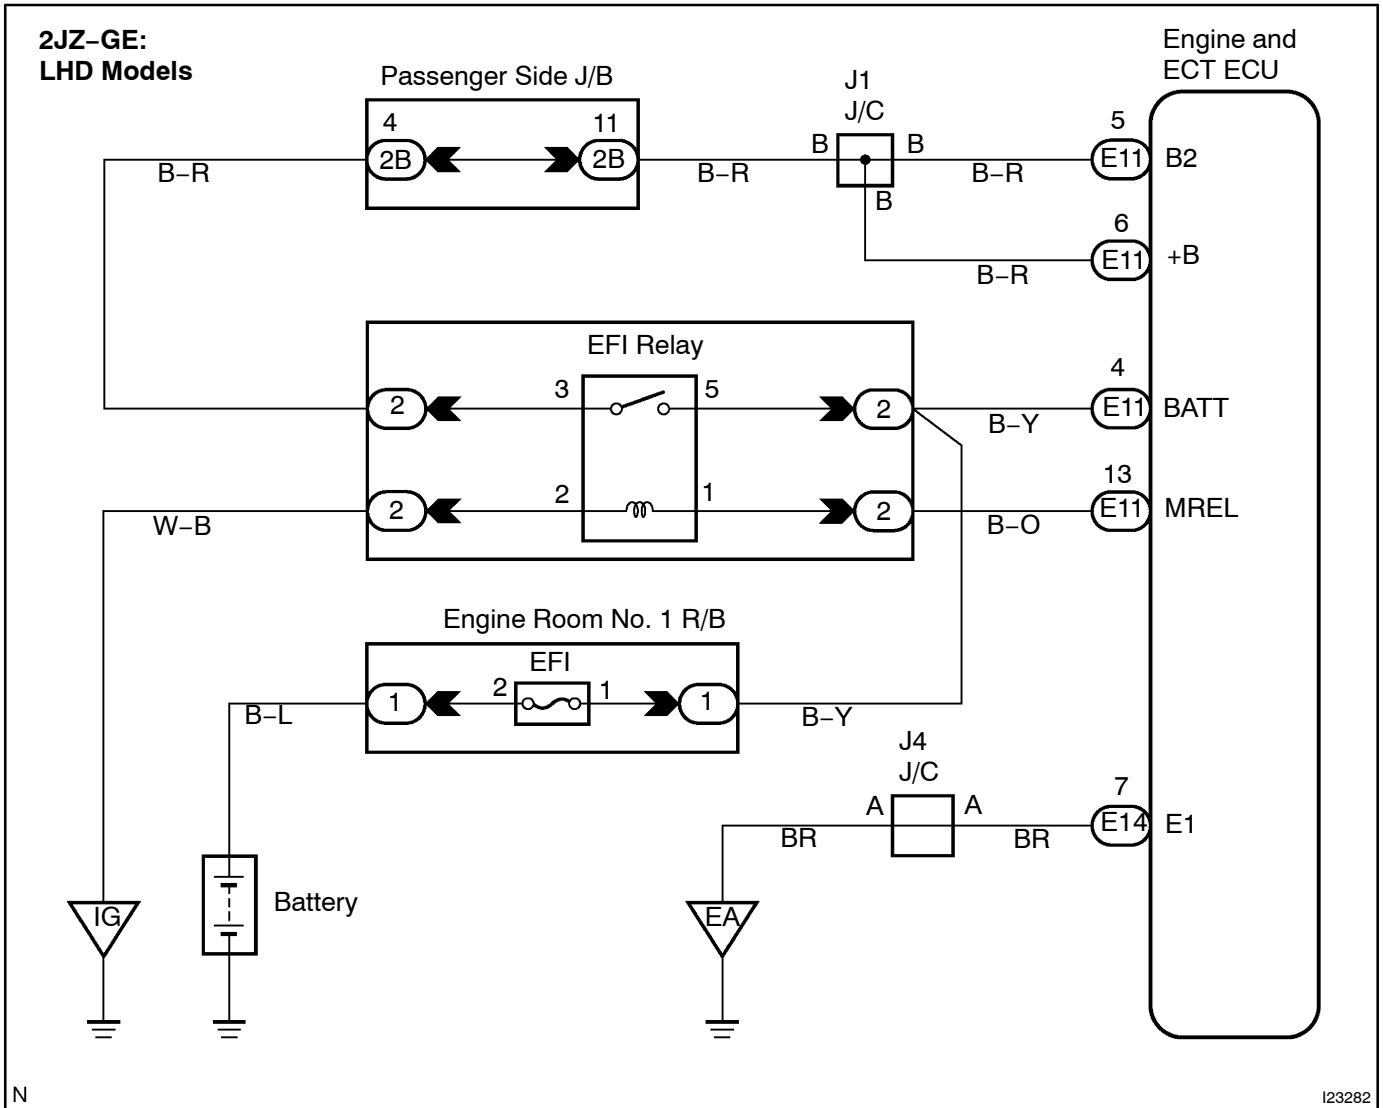 2JZ–GE:
LHD Models
Engine and
ECT ECU
Passenger Side J/B
J1
J/C
4
11
5
2B
2B
B
B
E11
B2
B–R
B–R
B–R
B
6
E11
+B
B–R
EFI Relay
4
3
5
2
2
E11
BATT
B–Y
13
2
1
2
2
E11
MREL
W–B
B–O
Engine Room No. 1 R/B
EFI
2
1
1
1
B–L
B–Y
J4
J/C
7
A
A
E14
E1
BR
BR
IG
Battery
EA
N
I23282